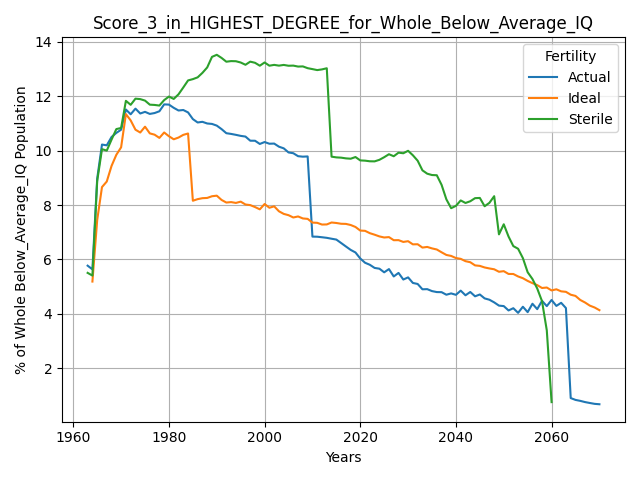 Score_3_in_HIGHEST_DEGREE_for_Whole_Below_Average_IQ
% of Whole Below_Average_IQ Population
14
12
10
8
6
4
2
Fertility
Actual
Ideal
Sterile
1960 1980 2000 2020 2040 2060
Years